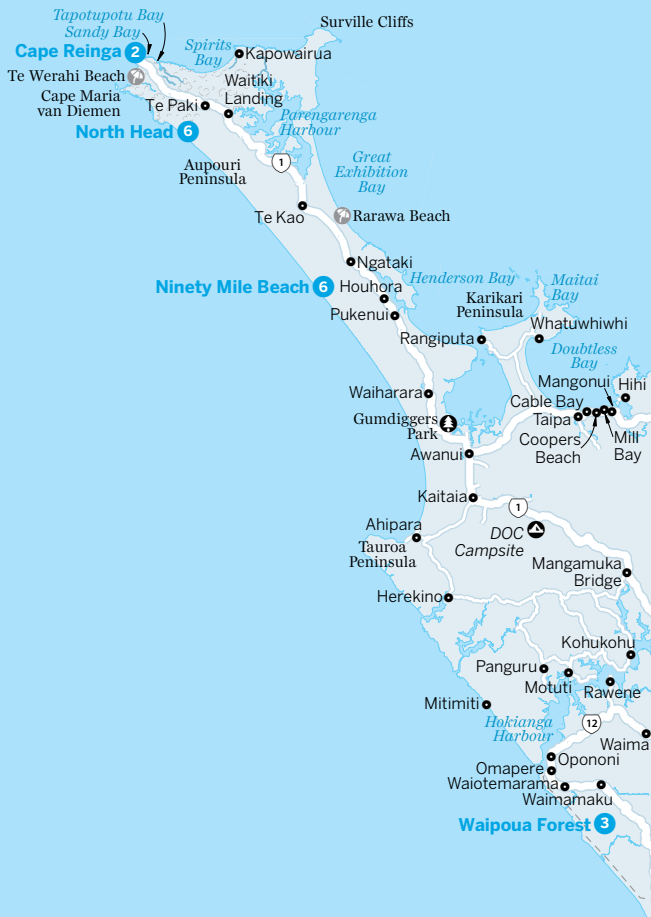 Tapotupotu Bay
Sandy Bay
Surville Cliffs
Cape Reinga 2
Spirits
Bay
Kapowairua
Te Werahi Beach
Waitiki
Landing
Cape Maria
van Diemen
Te Paki
North Head 6
Parengarenga
Harbour
Aupouri
Peninsula
1
Great
Exhibition
Bay
Te Kao
Rarawa Beach
Ngataki
Ninety Mile Beach 6
Houhora
Henderson Bay
Maitai
Bay
Karikari
Peninsula
Pukenui
Whatuwhiwhi
Rangiputa
Doubtless
Bay
Mangonui
Hihi
Waiharara
Cable Bay
Taipa
Gumdiggers
Park
Coopers
Beach
Mill
Bay
Awanui
Kaitaia
1
Ahipara
DOC
Campsite
Tauroa
Peninsula
Mangamuka
Bridge
Herekino
Kohukohu
Panguru
Motuti
Rawene
Mitimiti
Hokianga
Harbour
12
Waima
Opononi
Omapere
Waiotemarama
Waimamaku
Waipoua Forest 3